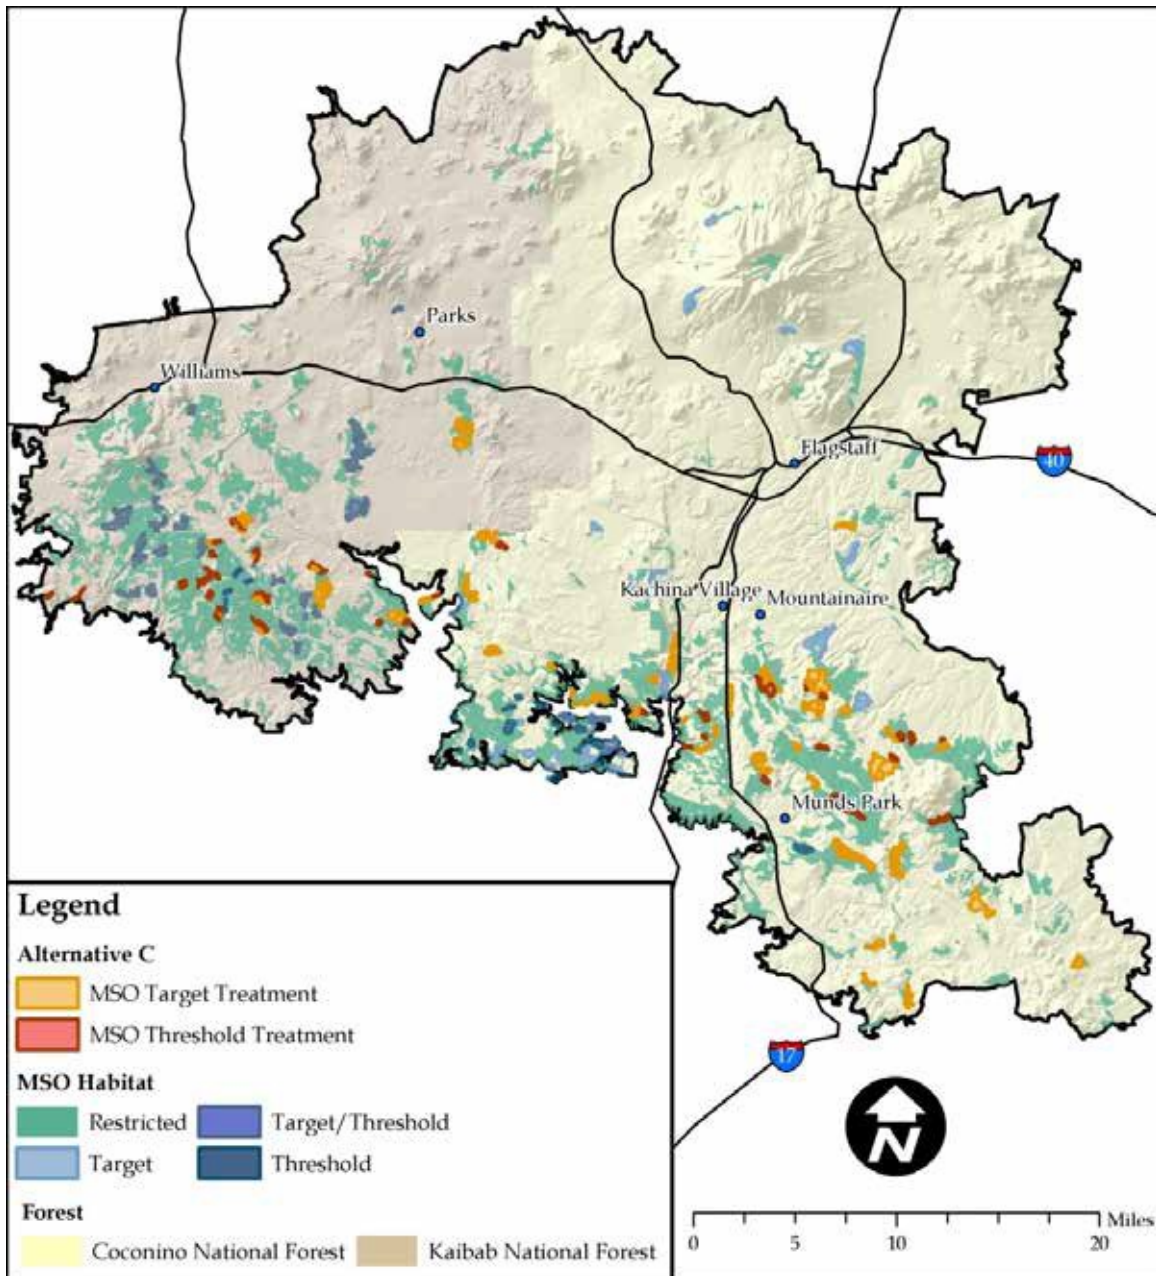 Parks
Williams
Flagstaff
40
Kachina Village
Mountainaire
Munds Park
17
N
Miles
0 5 10 20
Legend
Alternative C
MSO Target Treatment
MSO Threshold Treatment
MSO Habitat
Restricted Target/Threshold
Target Threshold
Forest
Coconino National Forest Kaibab National Forest